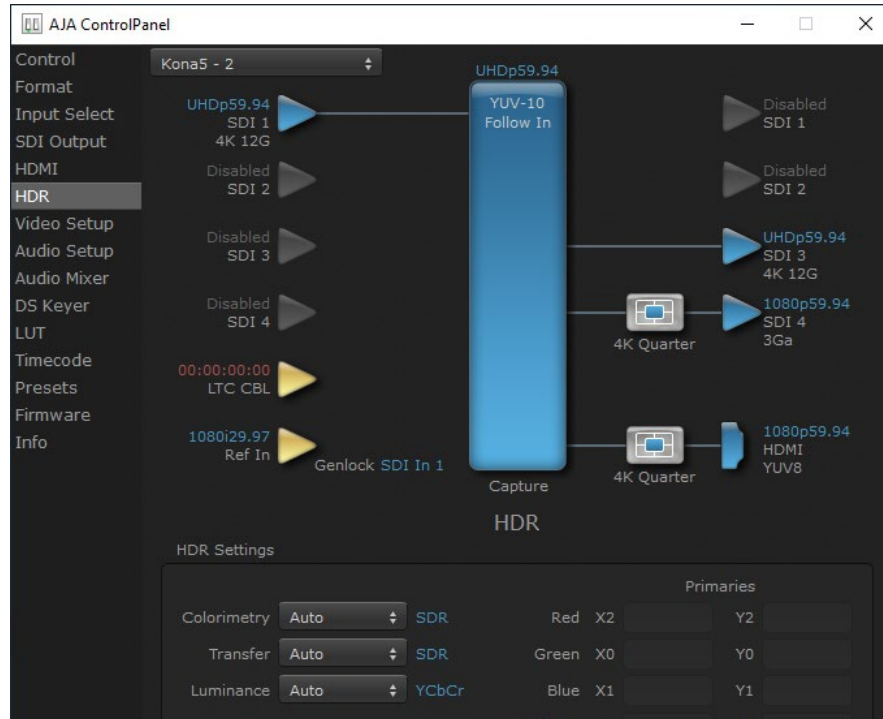 AJA ControlPanel
Control
Format
Input Select
SDI Output
HDMI
HDR
Video Setup
Audio Setup
Audio Mixer
DS Keyer
LUT
Timecode
Presets
Firmware
Info
Kona5 - 2
UHDp59.94
YUV-10
Follow In
UHDp59.94
SDI 1
4K 12G
Disabled
SDI 2
Disabled
SDI 3
Disabled
SDI 4
00:00:00:00
LTC CBL
1080i29.97
Ref In
Genlock SDI In 1
Capture
Disabled
SDI 1
Disabled
SDI 2
UHDp59.94
SDI 3
4K 12G
4K Quarter
1080p59.94
SDI 4
3Ga
4K Quarter
1080p59.94
HDMI
YUV8
HDR
HDR Settings
Primaries
Colorimetry Auto SDR Red X2 Y2
Transfer Auto SDR Green X0 Y0
Luminance Auto YCbCr Blue X1 Y1